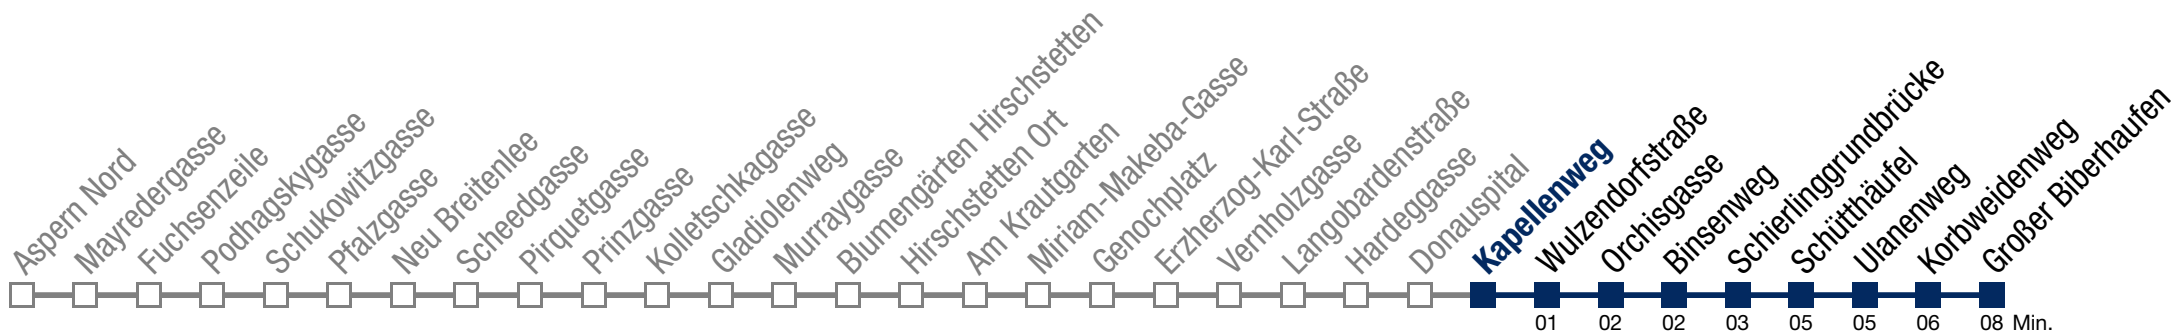 Aspern Nord
Mayredergasse
Fuchsenzeile
Podhagskygasse
Schukowitzgasse
Pfalzgasse
Neu Breitenlee
Scheedgasse
Pirquetgasse
Prinzgasse
Kolletschkagasse
Gladiolenweg
Murraygasse
Blumengärten Hirschstetten
Hirschstetten Ort
Am Krautgarten
Miriam-Makeba-Gasse
Genochplatz
Erzherzog-Karl-Straße
Vernholzgasse
Langobardenstraße
Hardeggasse
Donauspital
Kapellenweg
Wulzendorfstraße
Orchisgasse
Binsenweg
Schierlinggrundbrücke
Schütthäufel
Ulanenweg
Korbweidenweg
Großer Biberhaufen
01 02 02 03 05 05 06 08 Min.